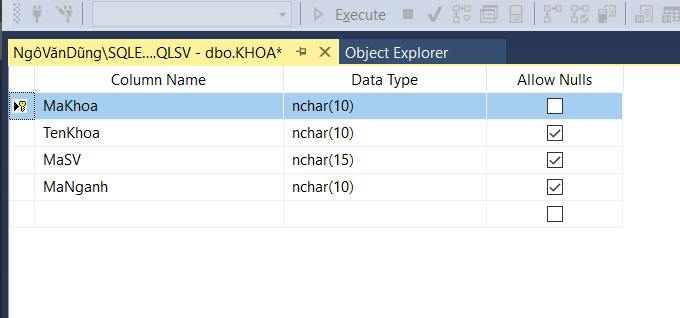 Execute
NgôVănDũng\SQLE....QLSV - dbo.KHOA*
Object Explorer
Column Name Data Type Allow Nulls
MaKhoa nchar(10)
TenKhoa nchar(10)
MaSV nchar(15)
MaNganh nchar(10)